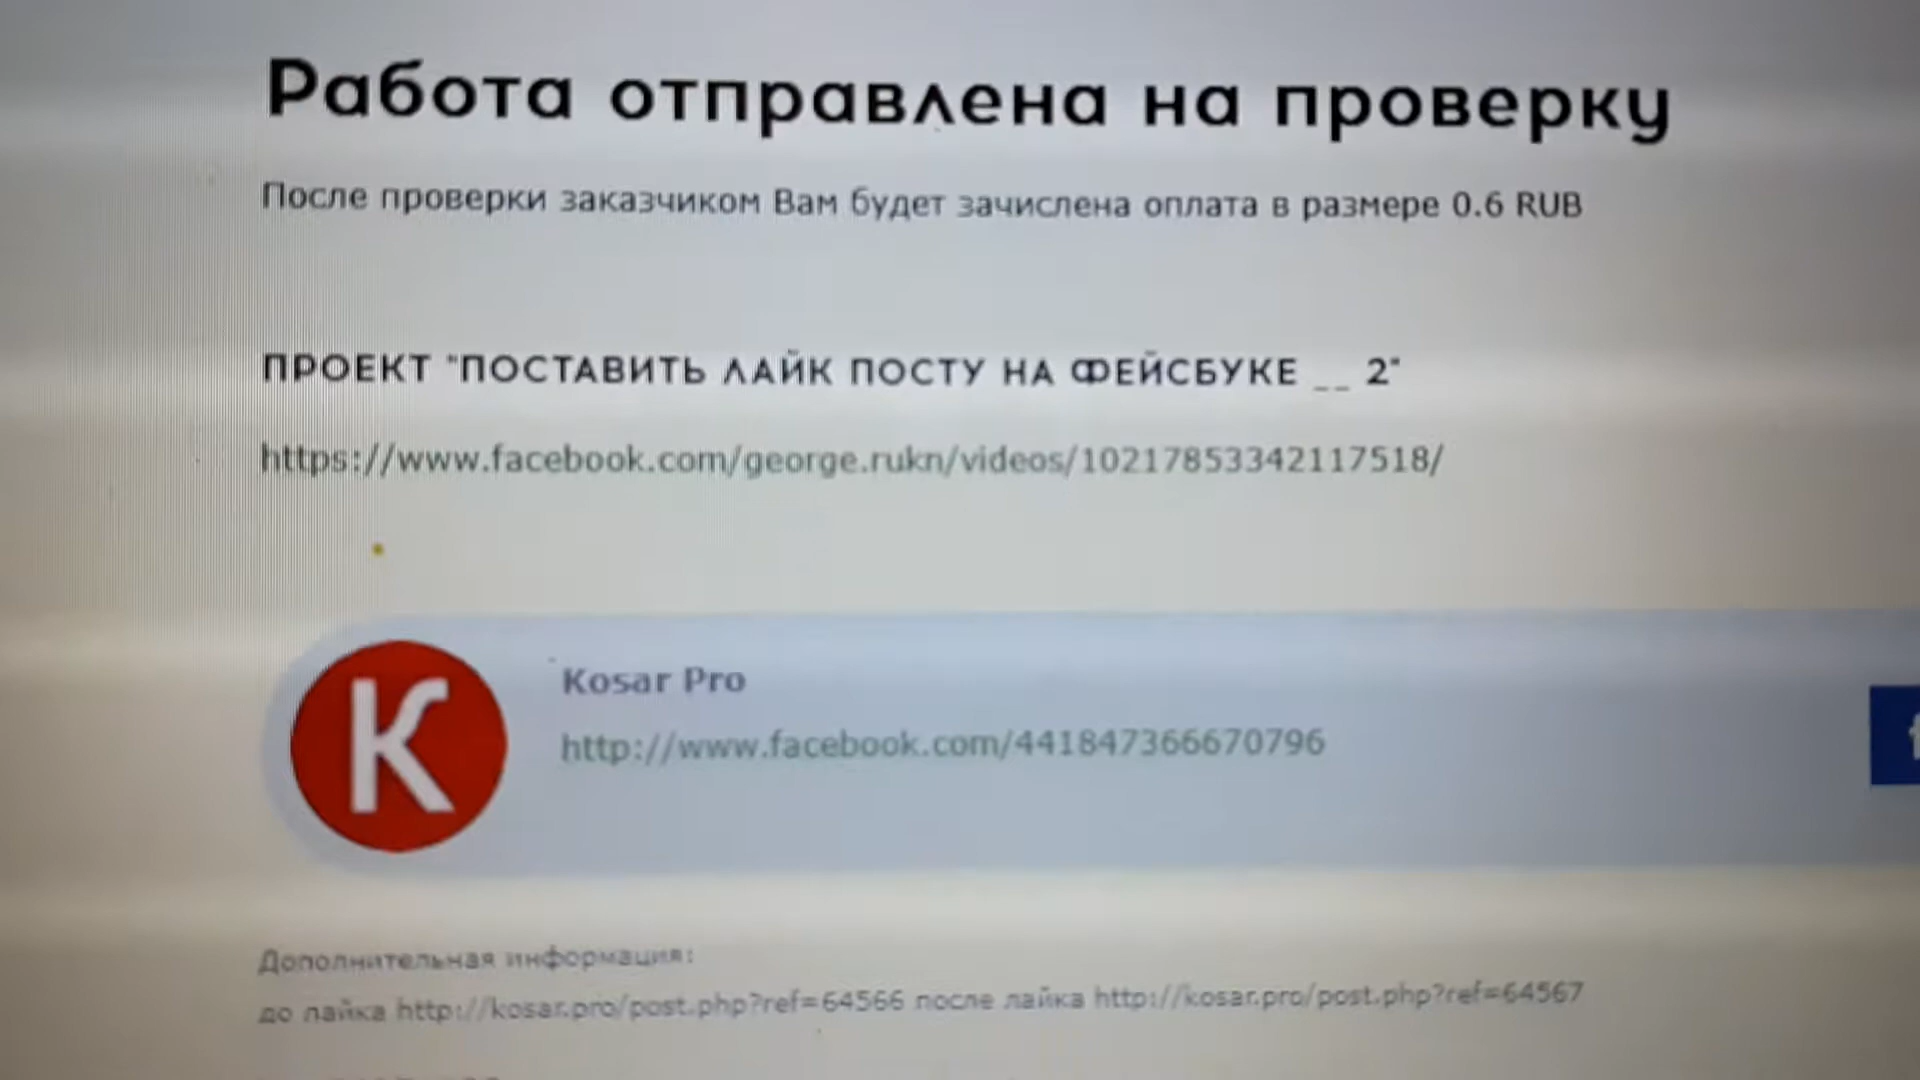 Работа отправлена на проверку
После проверки заказчиком Вам будет зачислена оплата в размере 0.6 RUB
ПРОЕКТ "ПОСТАВИТЬ ЛАЙК ПОСТУ НА ФЕЙСБУКЕ __ 2"
https://www.facebook.com/george.rukn/videos/10217853342117518/
К
Kosar Pro
http://www.facebook.com/441847366670796
f
Дополнительная информация:
до лайка http://kosar.pro/post.php?ref=64566 после лайка http://kosar.pro/post.php?ref=64567